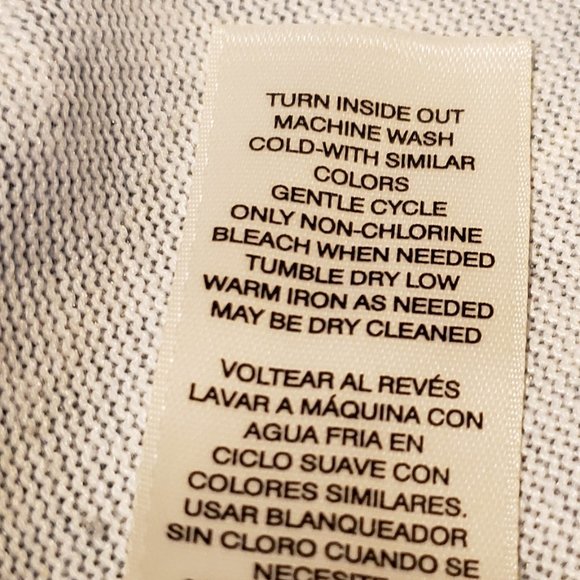 TURN INSIDE OUT
MACHINE WASH
COLD-WITH SIMILAR
COLORS
GENTLE CYCLE
ONLY NON-CHLORINE
BLEACH WHEN NEEDED
TUMBLE DRY LOW
WARM IRON AS NEEDED
MAY BE DRY CLEANED
VOLTEAR AL REVÉS
LAVAR A MÁQUINA CON
AGUA FRIA EN
CICLO SUAVE CON
COLORES SIMILARES.
USAR BLANQUEADOR
SIN CLORO CUANDO SE
NECESITE